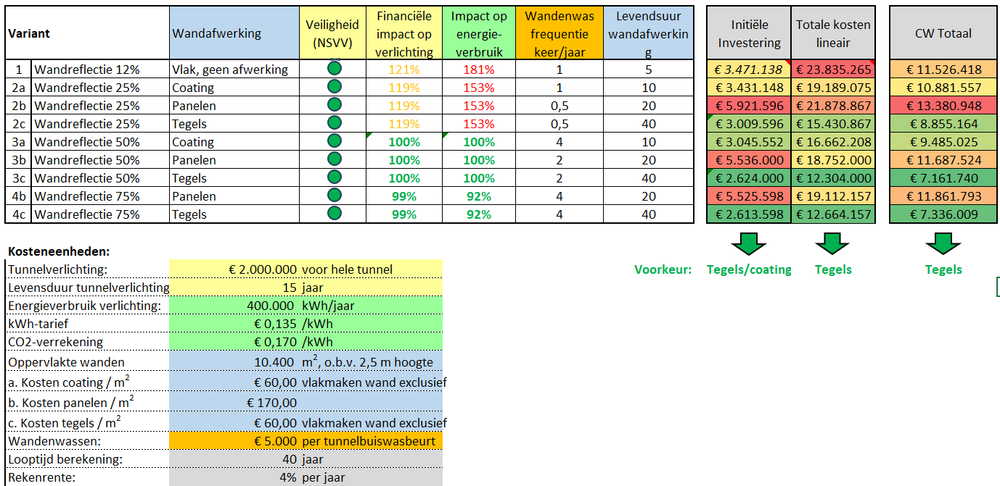 Variant Wandafwerking Veiligheid (NSVV) Financiële impact op verlichting Impact op energie-verbruik Wandenwas frequentie keer/jaar Levendsuur wandafwerking Initiële Investering Totale kosten lineair CW Totaal
1 Wandreflectie 12% Vlak, geen afwerking 121% 181% 1 5 € 3.471.138 € 23.835.265 € 11.526.418
2a Wandreflectie 25% Coating 119% 153% 1 10 € 3.431.148 € 19.189.075 € 10.881.557
2b Wandreflectie 25% Panelen 119% 153% 0,5 20 € 5.921.596 € 21.878.867 € 13.380.948
2c Wandreflectie 25% Tegels 119% 153% 0,5 40 € 3.009.596 € 15.430.867 € 8.855.164
3a Wandreflectie 50% Coating 100% 100% 4 10 € 3.045.552 € 16.662.208 € 9.485.025
3b Wandreflectie 50% Panelen 100% 100% 2 20 € 5.536.000 € 18.752.000 € 11.687.524
3c Wandreflectie 50% Tegels 100% 100% 2 40 € 2.624.000 € 12.304.000 € 7.161.740
4b Wandreflectie 75% Panelen 99% 92% 4 20 € 5.525.598 € 19.112.157 € 11.861.793
4c Wandreflectie 75% Tegels 99% 92% 4 40 € 2.613.598 € 12.664.157 € 7.336.009
Kosteneenheden:
Tunnelverlichting: € 2.000.000 voor hele tunnel
Voorkeur: Tegels/coating Tegels Tegels
Levensduur tunnelverlichting 15 jaar
Energieverbruik verlichting: 400.000 kWh/jaar
kWh-tarief € 0,135 /kWh
CO2-verrekening € 0,170 /kWh
Oppervlakte wanden 10.400 m², o.b.v. 2,5 m hoogte
a. Kosten coating / m² € 60,00 vlakmaken wand exclusief
b. Kosten panelen / m² € 170,00
c. Kosten tegels / m² € 60,00 vlakmaken wand exclusief
Wandenwassen: € 5.000 per tunnelbuiswasbeurt
Looptijd berekening: 40 jaar
Rekenrente: 4% per jaar